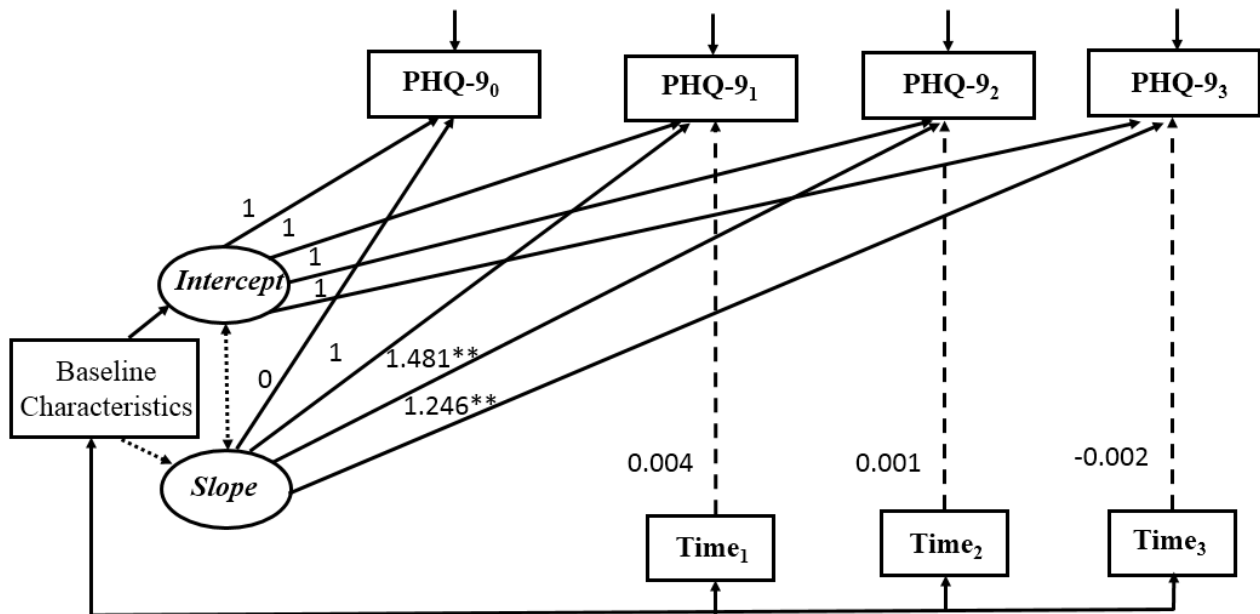 PHQ-9₀ PHQ-9₁ PHQ-9₂ PHQ-9₃
1
1
1
1
Intercept
Baseline
Characteristics
0
1
1.481**
1.246**
Slope
0.004
0.001
-0.002
Time₁ Time₂ Time₃